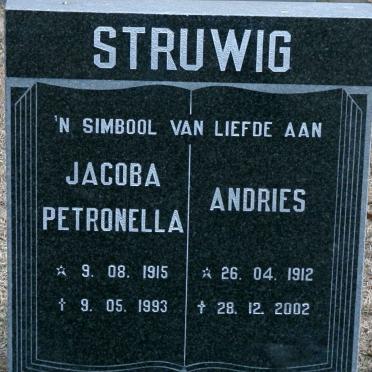 STRUWIG
'N SIMBOOL VAN LIEFDE AAN
JACOBA
PETRONELLA
☆ 9. 08. 1915
† 9. 05. 1993
ANDRIES
☆ 26. 04. 1912
† 28. 12. 2002